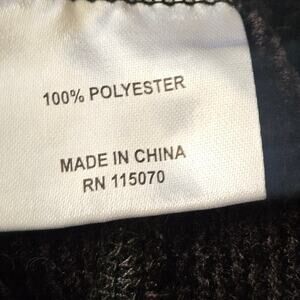 100% POLYESTER
MADE IN CHINA
RN 115070